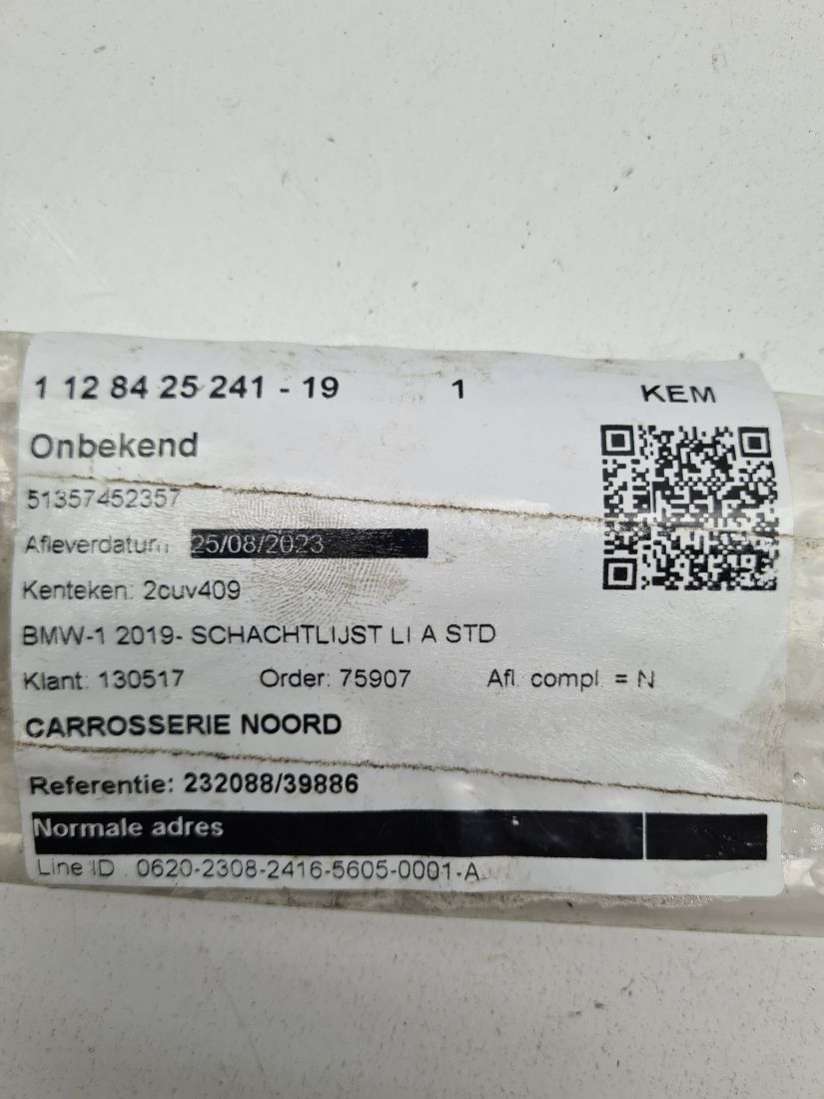 1 12 84 25 241 - 19 1 KEM
Onbekend
51357452357
Afleverdatum 25/08/2023
Kenteken: 2cuv409
BMW-1 2019- SCHACHTLIJST LI A STD
Klant: 130517 Order: 75907 Afl. compl. = N
CARROSSERIE NOORD
Referentie: 232088/39886
Normale adres
Line ID : 0620-2308-2416-5605-0001-A